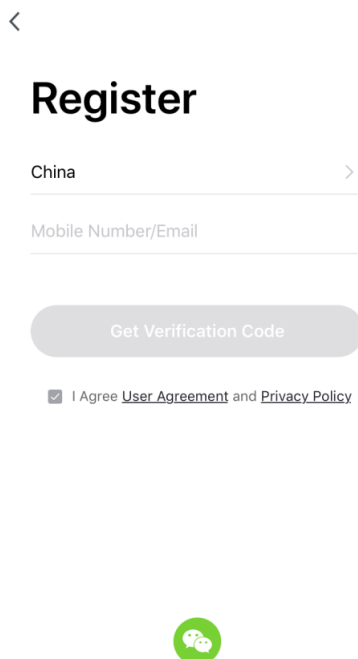 Register
China
Mobile Number/Email
Get Verification Code
I Agree User Agreement and Privacy Policy